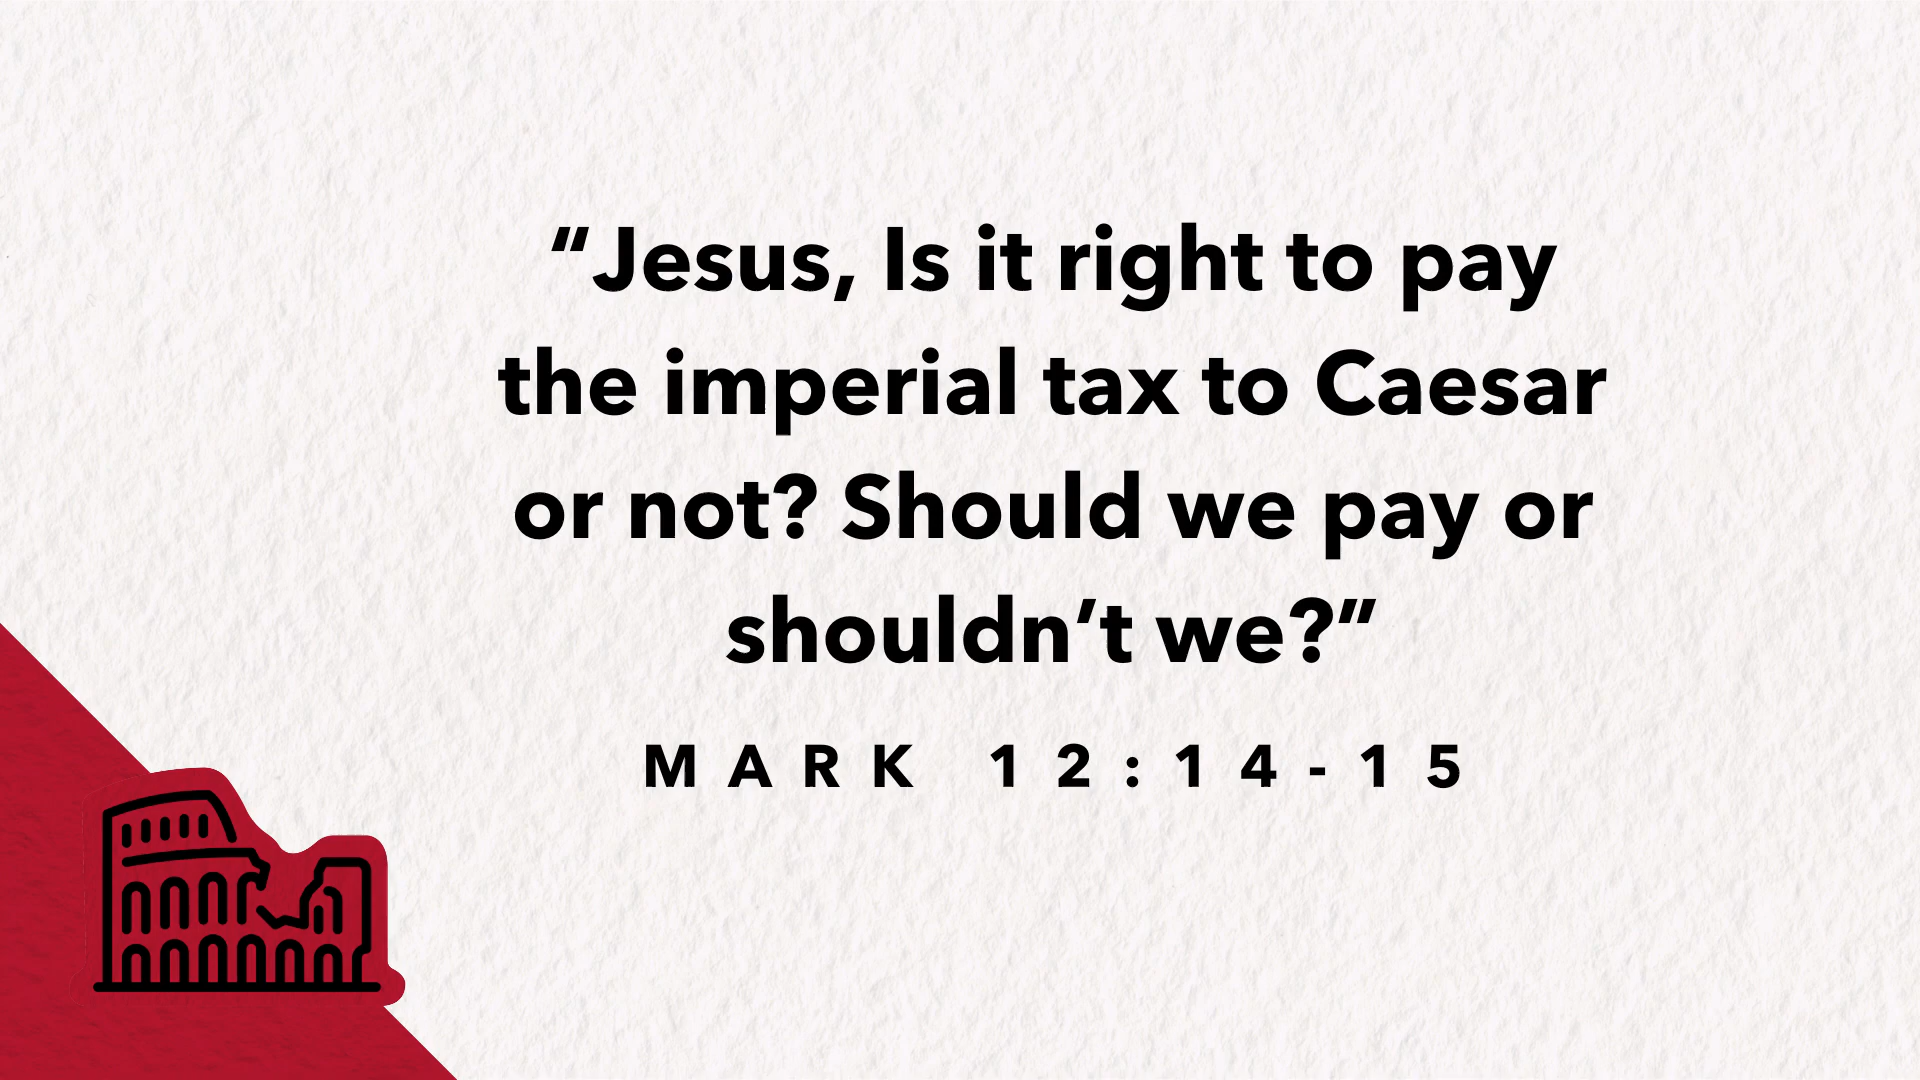 “Jesus, Is it right to pay
the imperial tax to Caesar
or not? Should we pay or
shouldn’t we?”
MARK 12:14-15